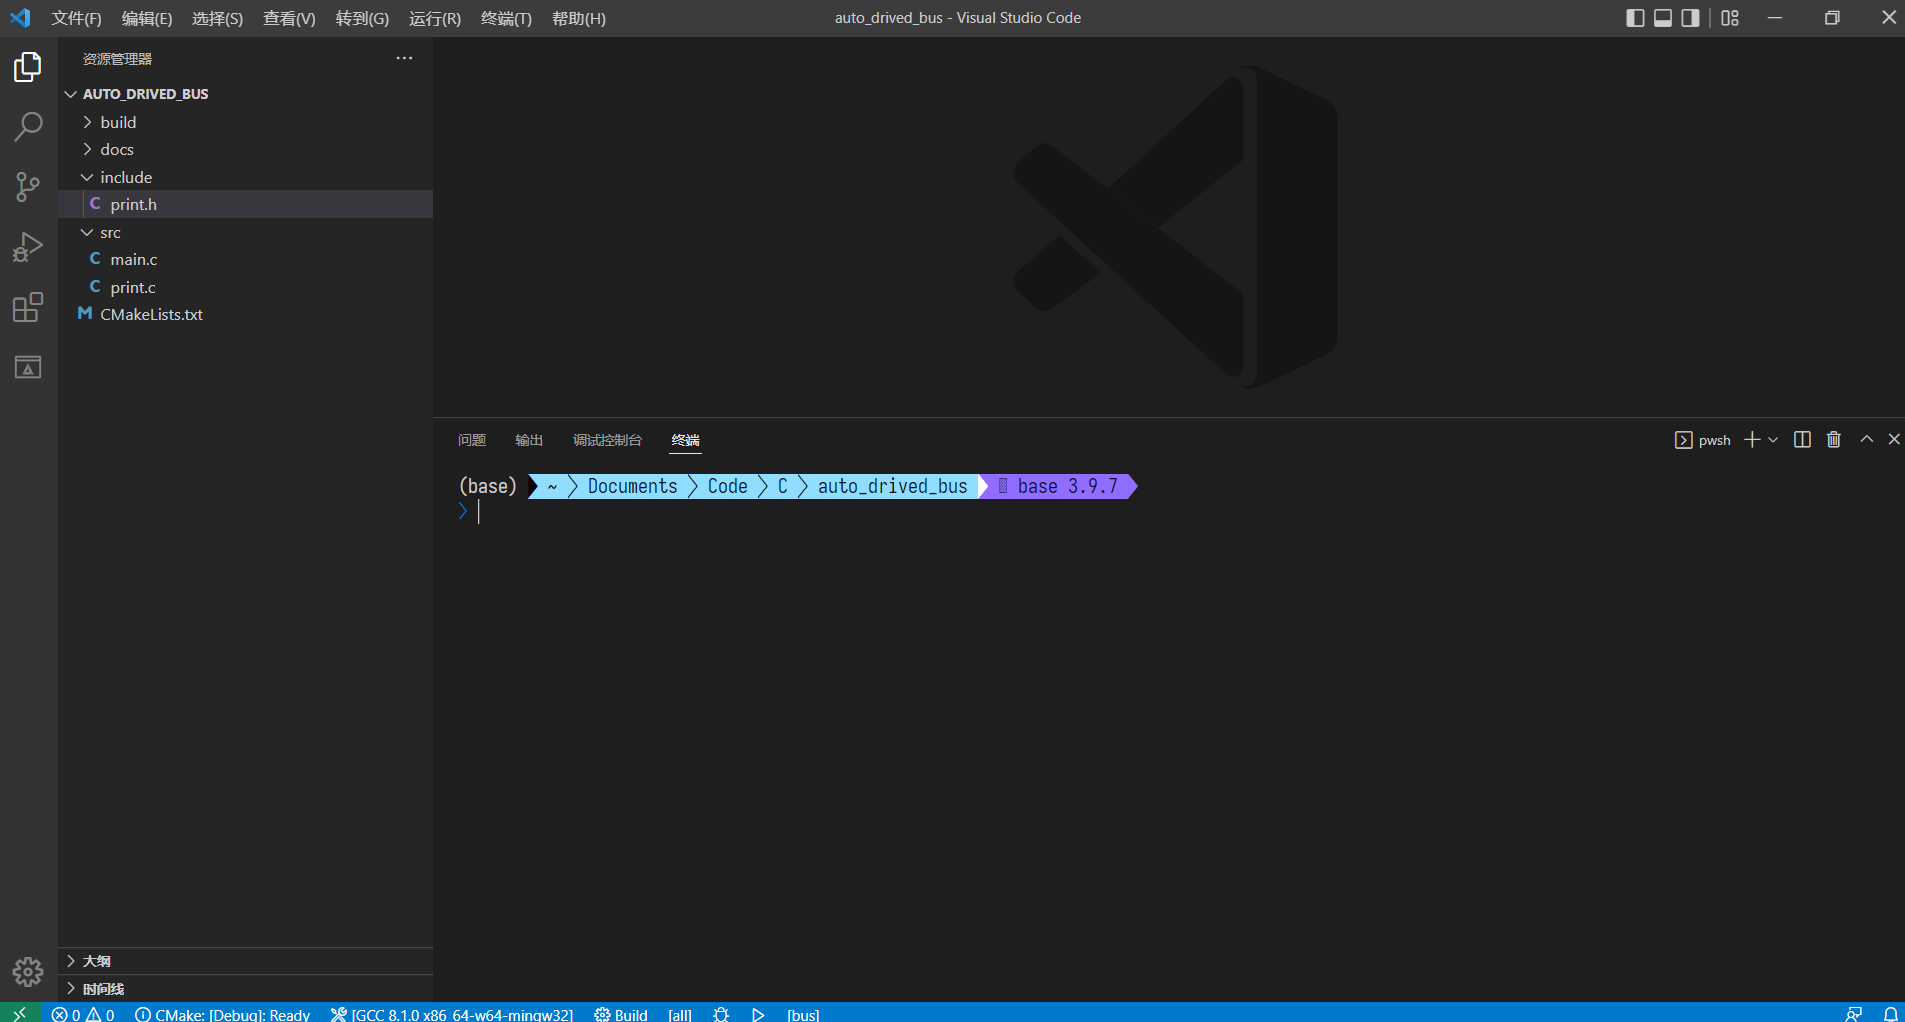 文件(F) 编辑(E) 选择(S) 查看(V) 转到(G) 运行(R) 终端(T) 帮助(H) auto_drived_bus - Visual Studio Code
资源管理器
AUTO_DRIVED_BUS
build
docs
include
C print.h
src
C main.c
C print.c
M CMakeLists.txt
大纲
时间线
问题 输出 调试控制台 终端 pwsh
(base) ~ Documents Code C auto_drived_bus base 3.9.7
0 0 CMake: [Debug]: Ready [GCC 8.1.0 x86_64-w64-mingw32] Build [all] [bus]